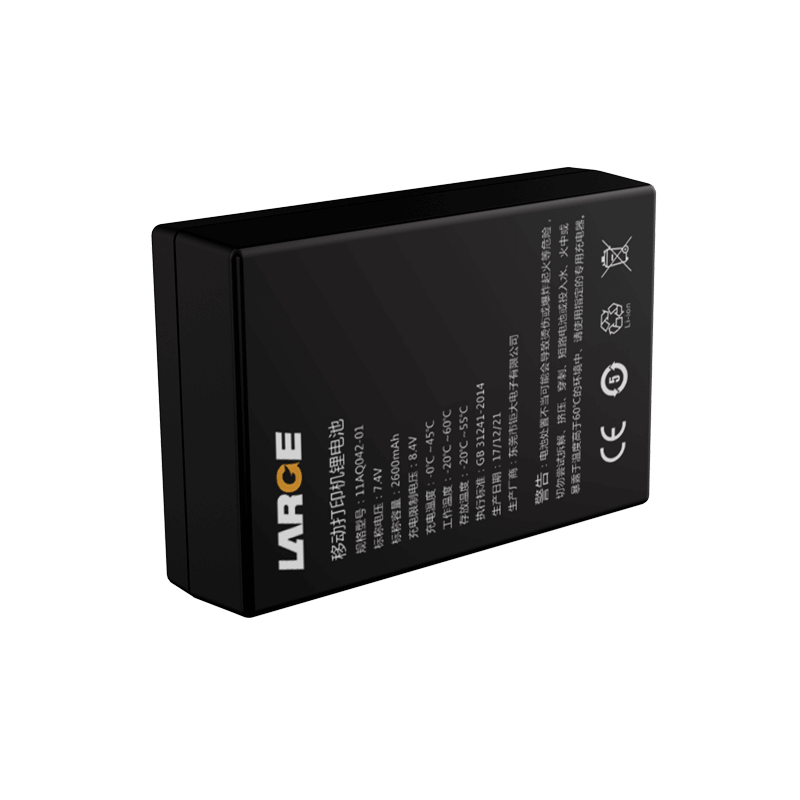 LARGE
移动打印机锂电池
规格型号：11AQ042-01
标称电压：7.4V
标称容量：2600mAh
充电限制电压：8.4V
充电温度：-0℃~45℃
工作温度：-20℃~60℃
存放温度：-20℃~55℃
执行标准：GB 31241-2014
生产日期：17/12/21
生产厂商：东莞市钜大电子有限公司
警告：电池处置不当可能会导致烫伤或爆炸起火等危险，
切勿尝试拆解、挤压、穿刺、短路电池或投入水、火中或
暴露于温度高于60℃的环境中、请使用指定的专用充电器。
CE
5
Li-ion